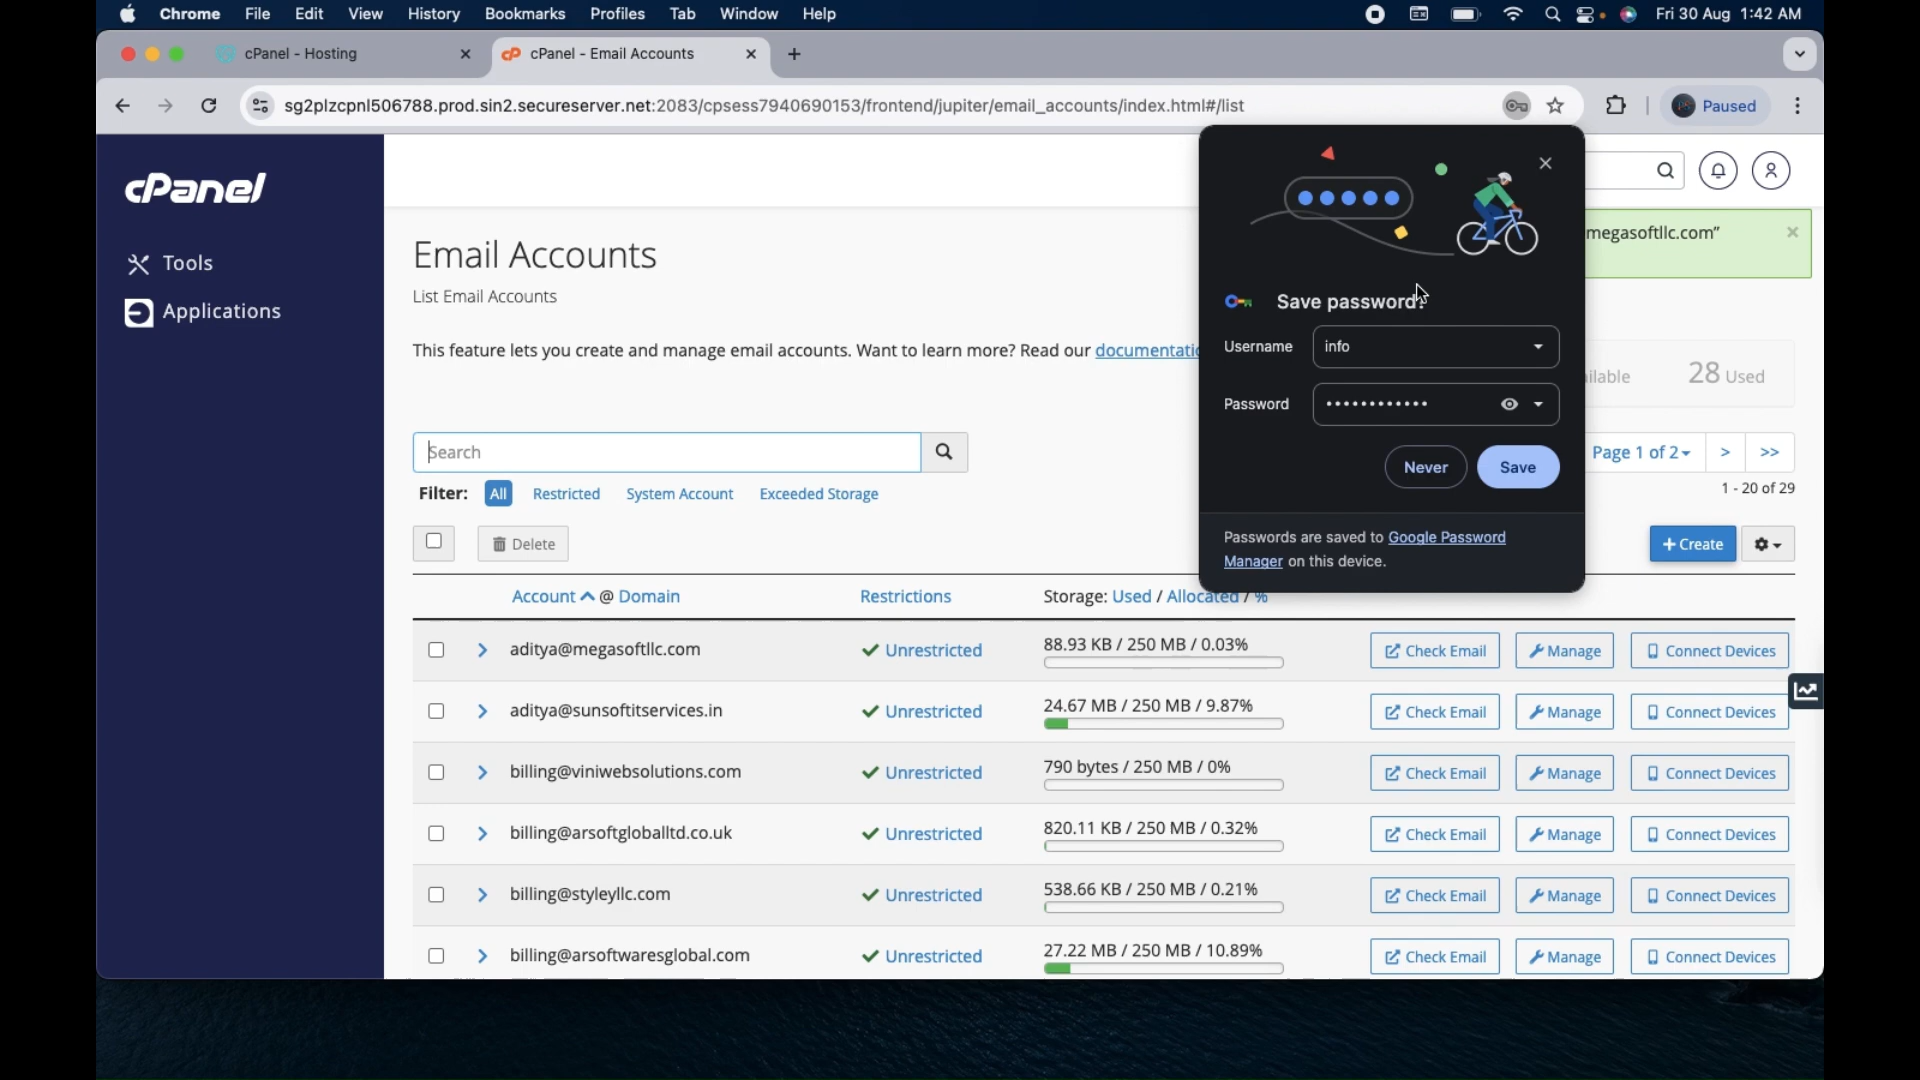 Chrome File Edit View History Bookmarks Profiles Tab Window Help Fri 30 Aug 1:42 AM
cPanel - Hosting
cPanel - Email Accounts
sg2plzcpnl506788.prod.sin2.secureserver.net:2083/cpsess7940690153/frontend/jupiter/email_accounts/index.html#/list
Paused
cPanel
Tools
Applications
Email Accounts
List Email Accounts
This feature lets you create and manage email accounts. Want to learn more? Read our documentatio
megasoftllc.com”
Save password?
Username info
Password ••••••••••••
Never Save
Passwords are saved to Google Password
Manager on this device.
ilable 28 Used
Search
Page 1 of 2 > >>
1 - 20 of 29
Filter: All Restricted System Account Exceeded Storage
Delete
+ Create
Account @ Domain Restrictions Storage: Used / Allocated / %
aditya@megasoftllc.com Unrestricted 88.93 KB / 250 MB / 0.03% Check Email Manage Connect Devices
aditya@sunsoftitservices.in Unrestricted 24.67 MB / 250 MB / 9.87% Check Email Manage Connect Devices
billing@viniwebsolutions.com Unrestricted 790 bytes / 250 MB / 0% Check Email Manage Connect Devices
billing@arsoftgloballtd.co.uk Unrestricted 820.11 KB / 250 MB / 0.32% Check Email Manage Connect Devices
billing@styleyllc.com Unrestricted 538.66 KB / 250 MB / 0.21% Check Email Manage Connect Devices
billing@arsoftwaresglobal.com Unrestricted 27.22 MB / 250 MB / 10.89% Check Email Manage Connect Devices